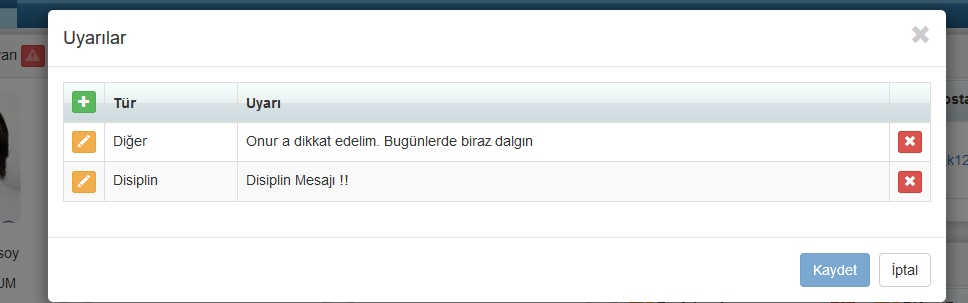 Uyarılar
Tür Uyarı
Diğer Onur a dikkat edelim. Bugünlerde biraz dalgın
Disiplin Disiplin Mesajı !!
Kaydet İptal